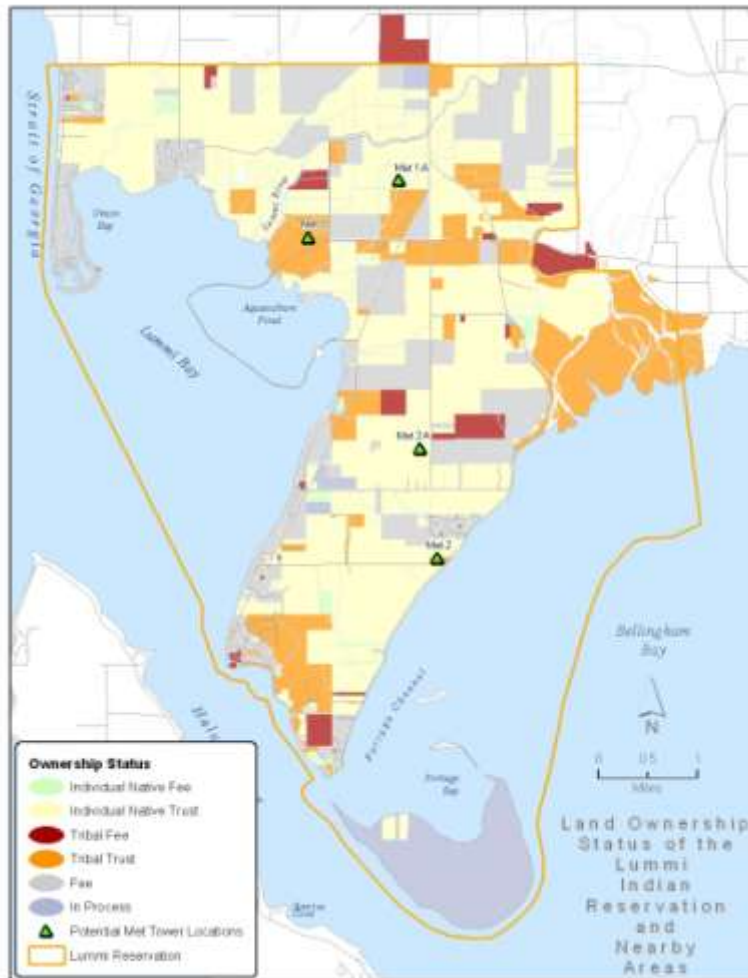 Strait of Georgia
Lummi Bay
Aquaculture
Pond
Met 1A
Met 2A
Met 2
Portage Channel
Portage
Bay
Bellingham
Bay
N
0 0.5 1
Miles
Ownership Status
Individual Native Fee
Individual Native Trust
Tribal Fee
Tribal Trust
Fee
In Process
Potential Met Tower Locations
Lummi Reservation
Land Ownership
Status of the
Lummi
Indian
Reservation
and
Nearby
Areas